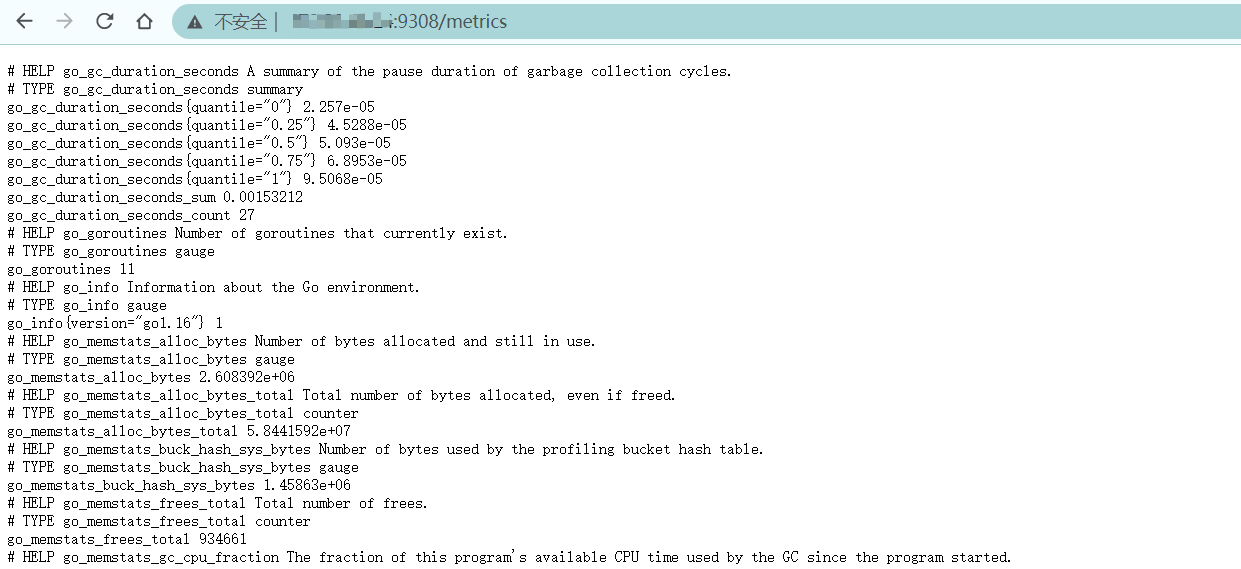 不安全 | :9308/metrics
# HELP go_gc_duration_seconds A summary of the pause duration of garbage collection cycles.
# TYPE go_gc_duration_seconds summary
go_gc_duration_seconds{quantile="0"} 2.257e-05
go_gc_duration_seconds{quantile="0.25"} 4.5288e-05
go_gc_duration_seconds{quantile="0.5"} 5.093e-05
go_gc_duration_seconds{quantile="0.75"} 6.8953e-05
go_gc_duration_seconds{quantile="1"} 9.5068e-05
go_gc_duration_seconds_sum 0.00153212
go_gc_duration_seconds_count 27
# HELP go_goroutines Number of goroutines that currently exist.
# TYPE go_goroutines gauge
go_goroutines 11
# HELP go_info Information about the Go environment.
# TYPE go_info gauge
go_info{version="go1.16"} 1
# HELP go_memstats_alloc_bytes Number of bytes allocated and still in use.
# TYPE go_memstats_alloc_bytes gauge
go_memstats_alloc_bytes 2.608392e+06
# HELP go_memstats_alloc_bytes_total Total number of bytes allocated, even if freed.
# TYPE go_memstats_alloc_bytes_total counter
go_memstats_alloc_bytes_total 5.8441592e+07
# HELP go_memstats_buck_hash_sys_bytes Number of bytes used by the profiling bucket hash table.
# TYPE go_memstats_buck_hash_sys_bytes gauge
go_memstats_buck_hash_sys_bytes 1.45863e+06
# HELP go_memstats_frees_total Total number of frees.
# TYPE go_memstats_frees_total counter
go_memstats_frees_total 934661
# HELP go_memstats_gc_cpu_fraction The fraction of this program's available CPU time used by the GC since the program started.